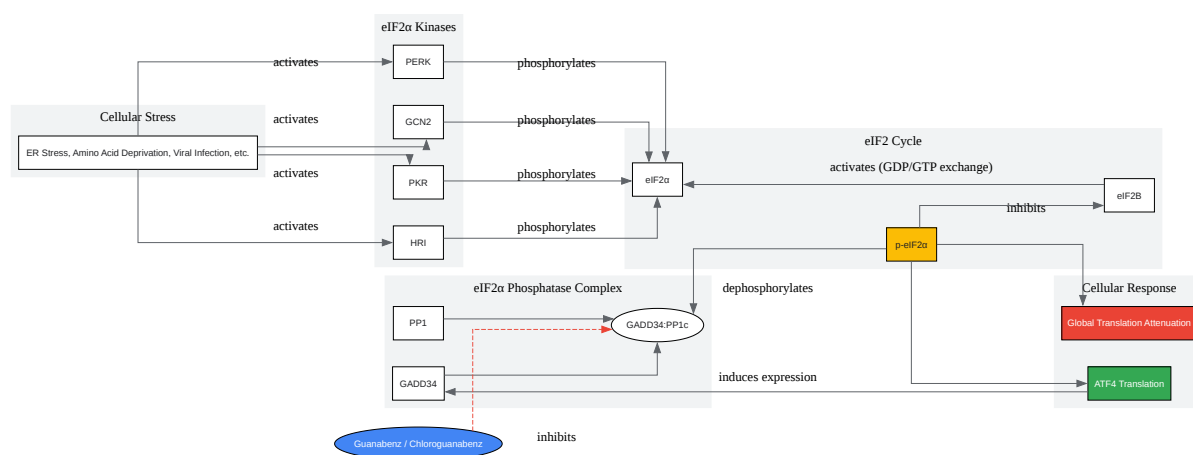 eIF2α Kinases
PERK
activates
phosphorylates
Cellular Stress
GCN2
activates
phosphorylates
ER Stress, Amino Acid Deprivation, Viral Infection, etc.
eIF2 Cycle
activates (GDP/GTP exchange)
PKR
activates
phosphorylates
eIF2α
eIF2B
inhibits
HRI
activates
phosphorylates
p-eIF2α
eIF2α Phosphatase Complex
dephosphorylates
Cellular Response
PP1
GADD34:PP1c
Global Translation Attenuation
GADD34
induces expression
ATF4 Translation
Guanabenz / Chloroguanabenz
inhibits